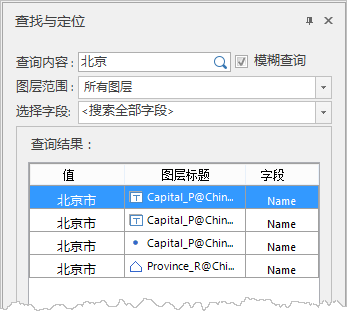 查找与定位
查询内容: 北京 模糊查询
图层范围: 所有图层
选择字段: <搜索全部字段>
查询结果:
值 图层标题 字段
北京市 Capital_P@Chin... Name
北京市 Capital_P@Chin... Name
北京市 Capital_P@Chin... Name
北京市 Province_R@Chi... Name